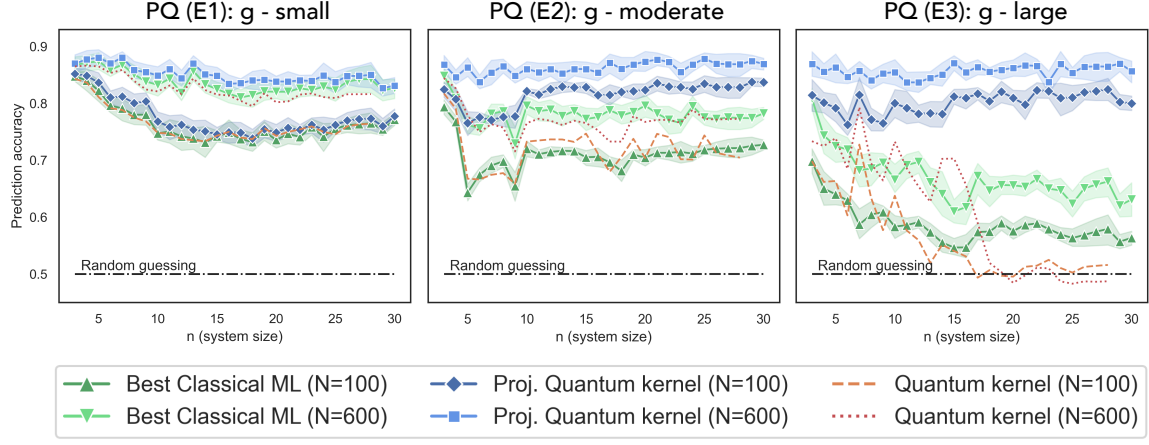 PQ (E1): g - small
PQ (E2): g - moderate
PQ (E3): g - large
Prediction accuracy
0.9
0.8
0.7
0.6
0.5
Random guessing
Random guessing
Random guessing
5 10 15 20 25 30
5 10 15 20 25 30
5 10 15 20 25 30
n (system size)
n (system size)
n (system size)
Best Classical ML (N=100)
Best Classical ML (N=600)
Proj. Quantum kernel (N=100)
Proj. Quantum kernel (N=600)
Quantum kernel (N=100)
Quantum kernel (N=600)